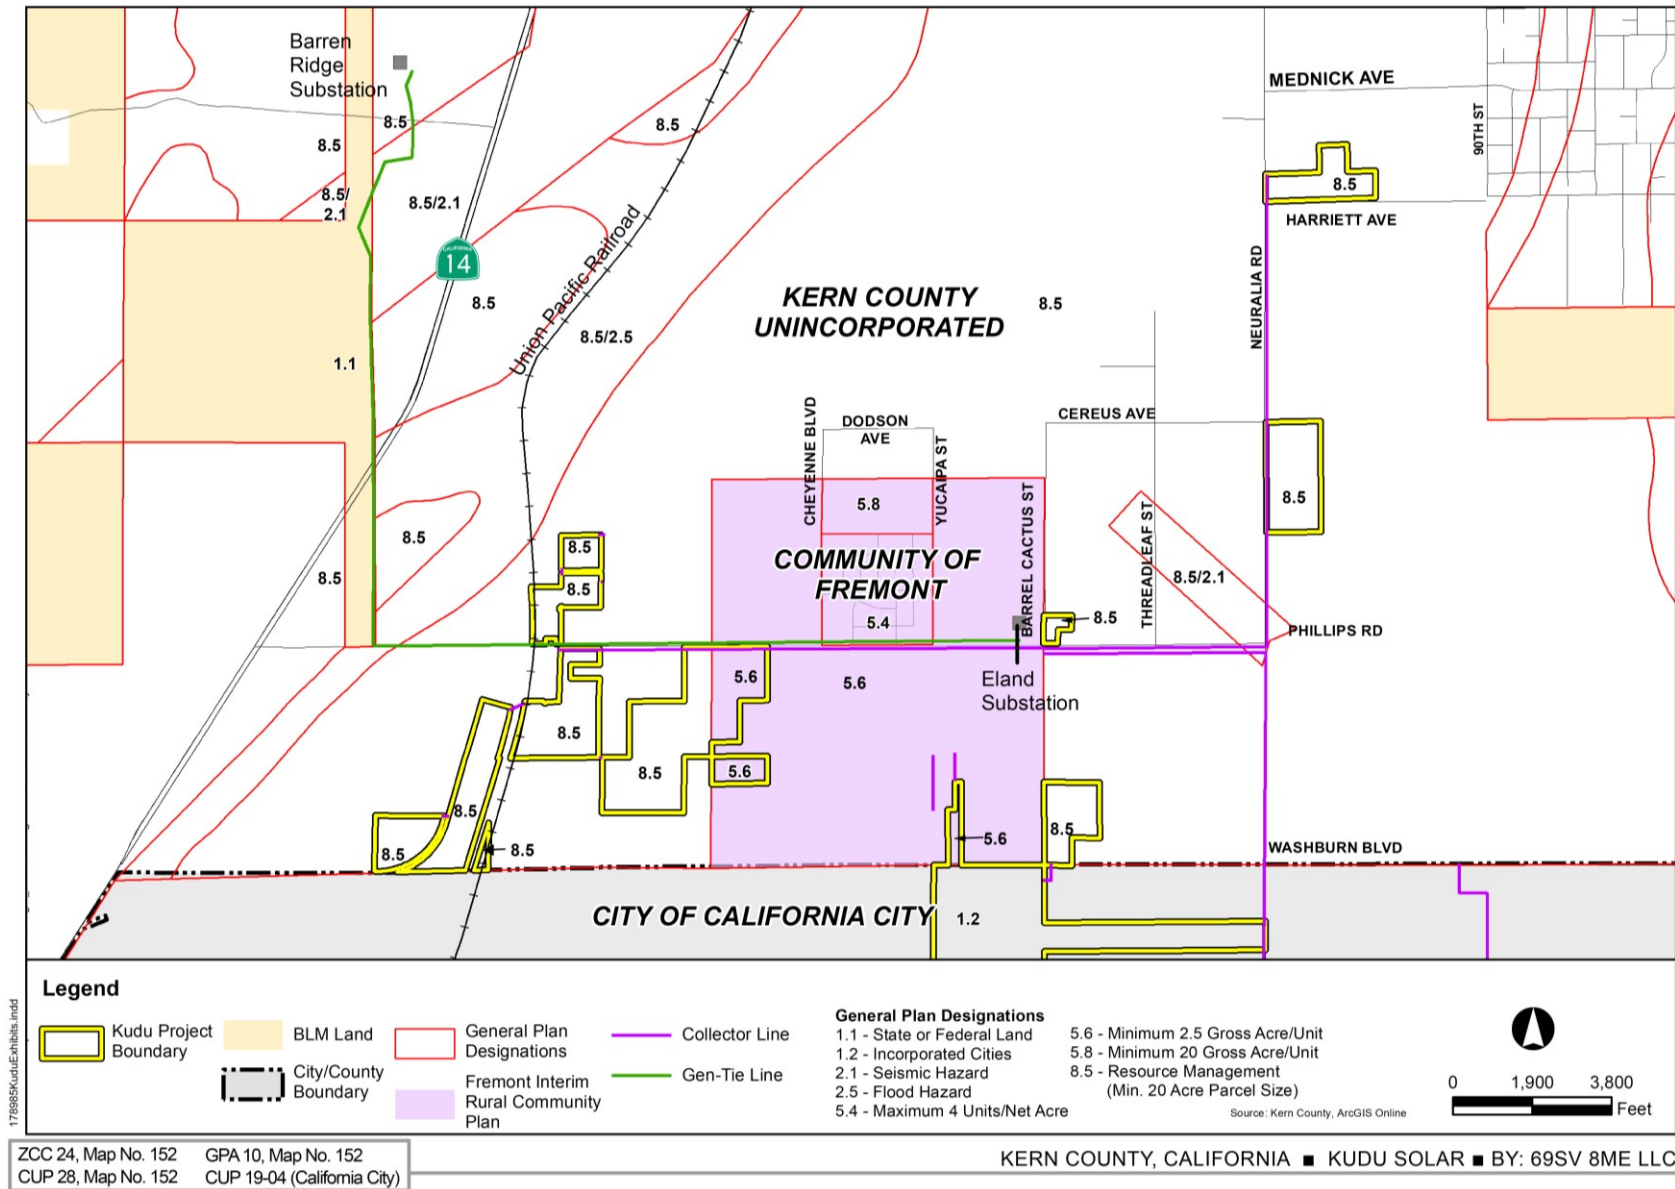 Barren
Ridge
Substation
8.5
8.5
8.5/
2.1
8.5/2.1
CALIFORNIA
14
8.5
Union Pacific Railroad
8.5/2.5
8.5
1.1
KERN COUNTY
UNINCORPORATED
8.5
MEDNICK AVE
90TH ST
8.5
HARRIETT AVE
NEURALIA RD
CEREUS AVE
DODSON
AVE
CHEYENNE BLVD
YUCAIPA ST
BARREL CACTUS ST
THREADLEAF ST
5.8
8.5
COMMUNITY OF
FREMONT
8.5/2.1
5.4
8.5
PHILLIPS RD
8.5
8.5
8.5
8.5
5.6
5.6
Eland
Substation
8.5
8.5
5.6
8.5
8.5
8.5
5.6
8.5
WASHBURN BLVD
CITY OF CALIFORNIA CITY
1.2
Legend
Kudu Project
Boundary
BLM Land
City/County
Boundary
General Plan
Designations
Fremont Interim
Rural Community
Plan
Collector Line
Gen-Tie Line
General Plan Designations
1.1 - State or Federal Land
1.2 - Incorporated Cities
2.1 - Seismic Hazard
2.5 - Flood Hazard
5.4 - Maximum 4 Units/Net Acre
5.6 - Minimum 2.5 Gross Acre/Unit
5.8 - Minimum 20 Gross Acre/Unit
8.5 - Resource Management
(Min. 20 Acre Parcel Size)
Source: Kern County, ArcGIS Online
0 1,900 3,800
Feet
178985KuduExhibits.indd
ZCC 24, Map No. 152 GPA 10, Map No. 152
CUP 28, Map No. 152 CUP 19-04 (California City)
KERN COUNTY, CALIFORNIA ■ KUDU SOLAR ■ BY: 69SV 8ME LLC